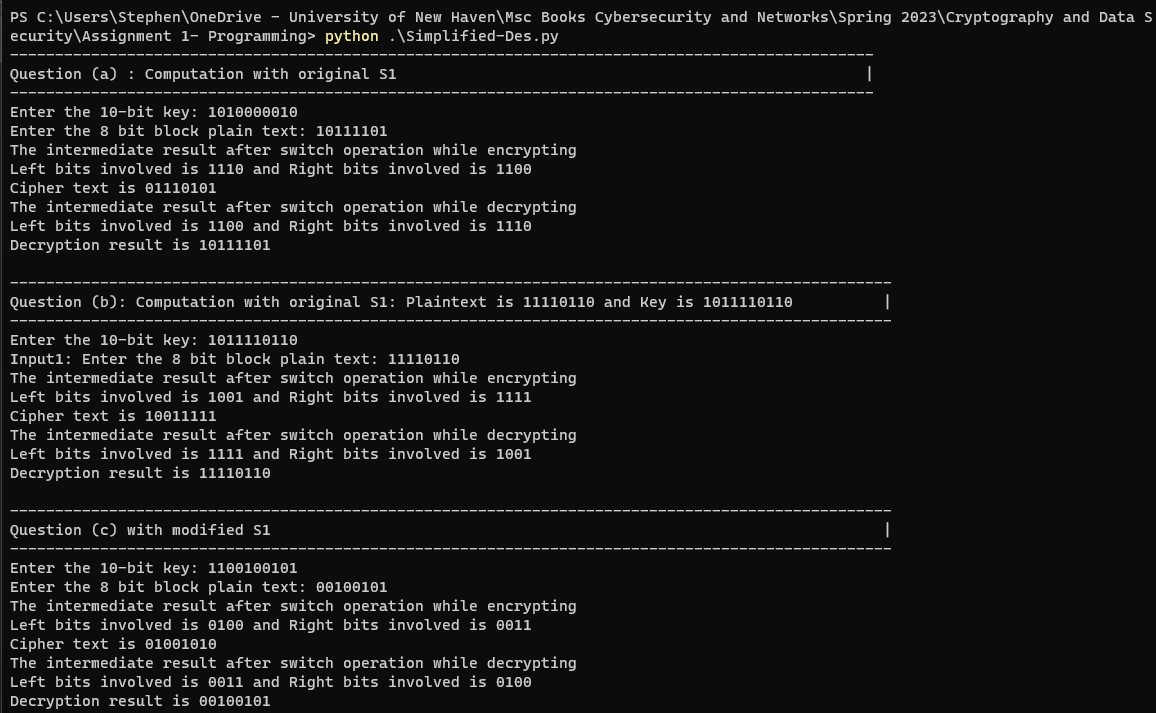 PS C:\Users\Stephen\OneDrive - University of New Haven\Msc Books Cybersecurity and Networks\Spring 2023\Cryptography and Data S
ecurity\Assignment 1- Programming> python .\Simplified-Des.py
------------------------------------------------------------------------------------------------
Question (a) : Computation with original S1                                                    |
------------------------------------------------------------------------------------------------
Enter the 10-bit key: 1010000010
Enter the 8 bit block plain text: 10111101
The intermediate result after switch operation while encrypting
Left bits involved is 1110 and Right bits involved is 1100
Cipher text is 01110101
The intermediate result after switch operation while decrypting
Left bits involved is 1100 and Right bits involved is 1110
Decryption result is 10111101
--------------------------------------------------------------------------------------------------
Question (b): Computation with original S1: Plaintext is 11110110 and Key is 1011110110          |
--------------------------------------------------------------------------------------------------
Enter the 10-bit key: 1011110110
Input1: Enter the 8 bit block plain text: 11110110
The intermediate result after switch operation while encrypting
Left bits involved is 1001 and Right bits involved is 1111
Cipher text is 10011111
The intermediate result after switch operation while decrypting
Left bits involved is 1111 and Right bits involved is 1001
Decryption result is 11110110
--------------------------------------------------------------------------------------------------
Question (c) with modified S1                                                                    |
--------------------------------------------------------------------------------------------------
Enter the 10-bit key: 1100100101
Enter the 8 bit block plain text: 00100101
The intermediate result after switch operation while encrypting
Left bits involved is 0100 and Right bits involved is 0011
Cipher text is 01001010
The intermediate result after switch operation while decrypting
Left bits involved is 0011 and Right bits involved is 0100
Decryption result is 00100101